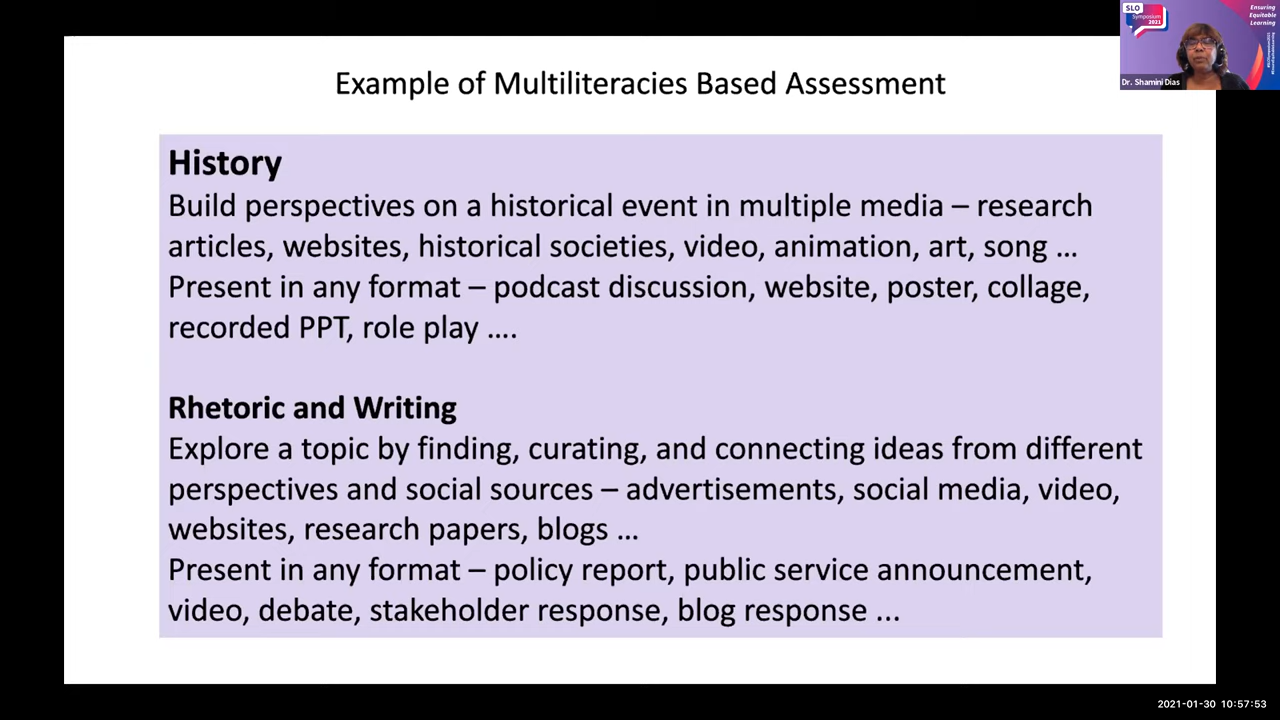 SLO
Symposium
2021
Ensuring
Equitable
Learning
Dr. Shamini Dias
Example of Multiliteracies Based Assessment
History
Build perspectives on a historical event in multiple media – research
articles, websites, historical societies, video, animation, art, song …
Present in any format – podcast discussion, website, poster, collage,
recorded PPT, role play ….
Rhetoric and Writing
Explore a topic by finding, curating, and connecting ideas from different
perspectives and social sources – advertisements, social media, video,
websites, research papers, blogs …
Present in any format – policy report, public service announcement,
video, debate, stakeholder response, blog response ...
2021-01-30 10:57:53